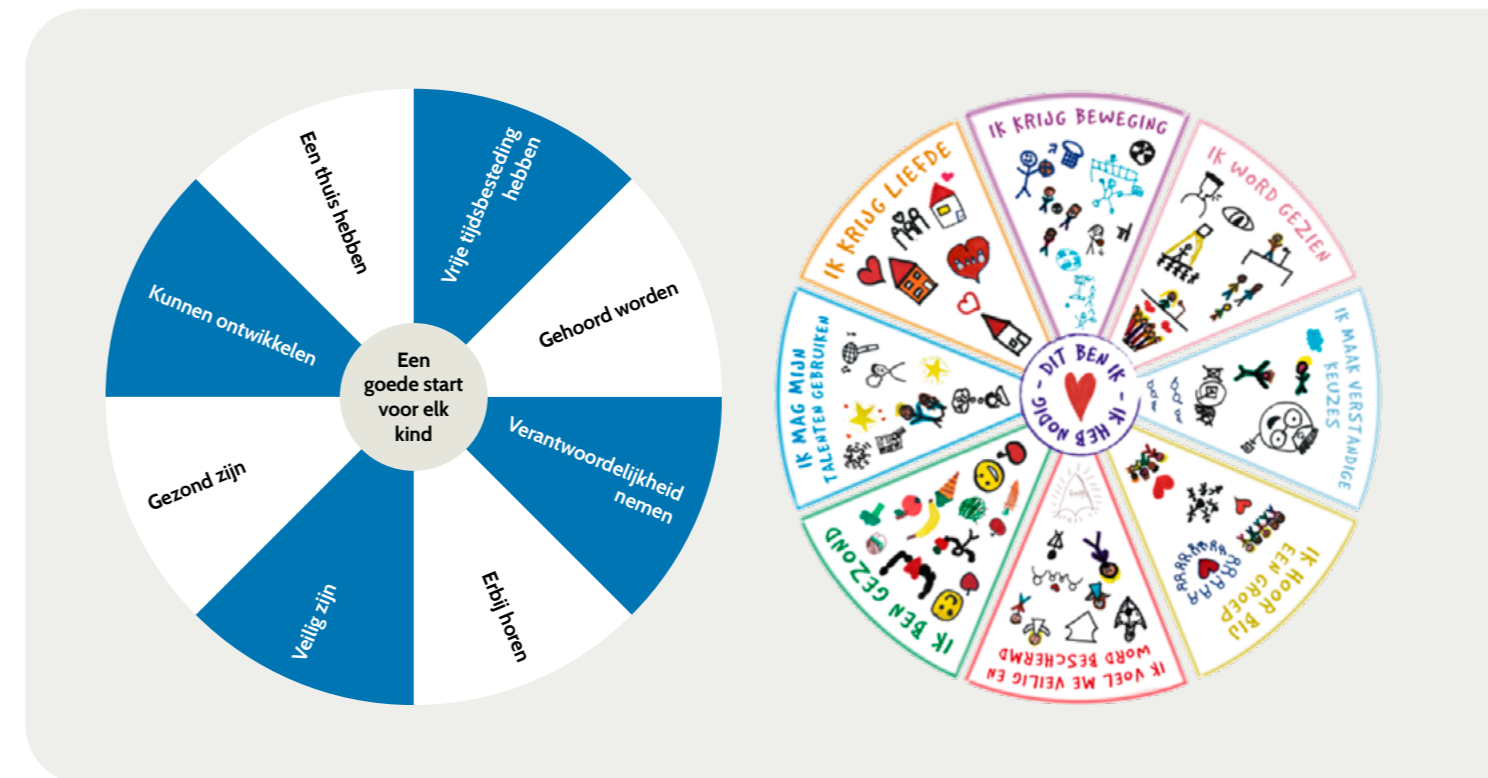 Vrije tijdsbesteding
hebben
Gehoord worden
Verantwoordelijkheid
nemen
Erbij horen
Veilig zijn
Gezond zijn
Kunnen ontwikkelen
Een thuis hebben
Een
goede start
voor elk
kind
IK KRIJG BEWEGING
IK WORD GEZIEN
IK MAAK VERSTANDIGE
KEUZES
IK HOOR BIJ
EEN GROEP
IK VOEL ME VEILIG EN
WORD BESCHERMD
IK BEN GEZOND
IK MAG MIJN
TALENTEN GEBRUIKEN
IK KRIJG LIEFDE
DIT BEN IK - IK HEB NODIG -